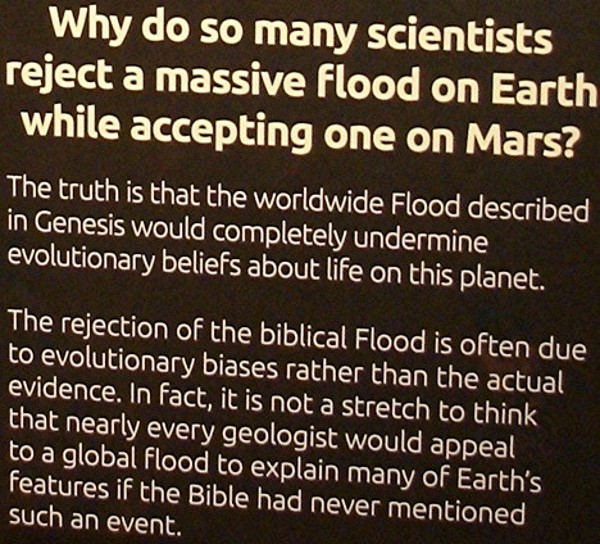 Why do so many scientists
reject a massive flood on Earth
while accepting one on Mars?
The truth is that the worldwide Flood described
in Genesis would completely undermine
evolutionary beliefs about life on this planet.
The rejection of the biblical Flood is often due
to evolutionary biases rather than the actual
evidence. In fact, it is not a stretch to think
that nearly every geologist would appeal
to a global flood to explain many of Earth's
features if the Bible had never mentioned
such an event.